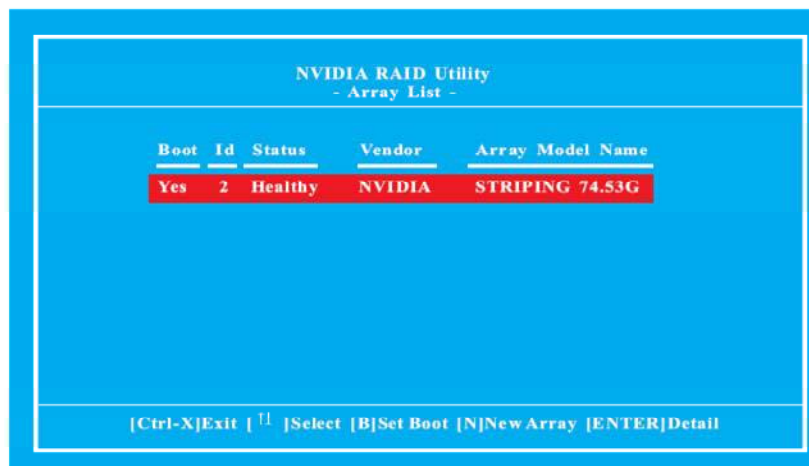 NVIDIA RAID Utility
- Array List -
Boot Id Status Vendor Array Model Name
Yes 2 Healthy NVIDIA STRIPING 74.53G
[Ctrl-X]Exit [↑↓]Select [B]Set Boot [N]New Array [ENTER]Detail